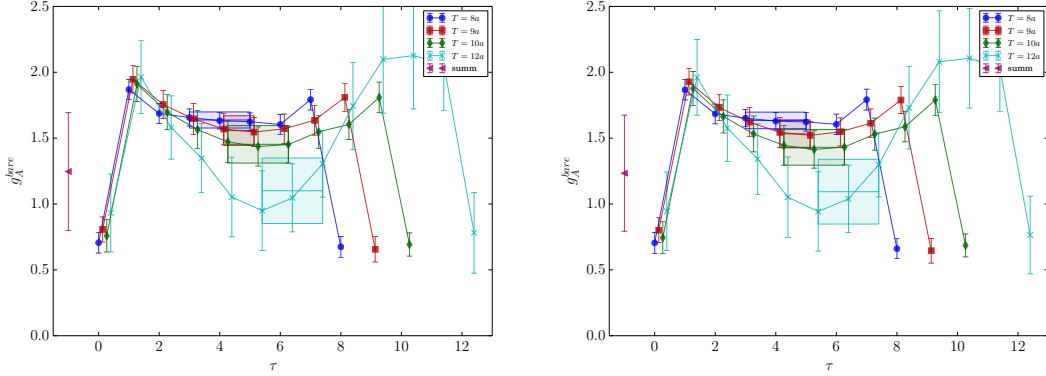 2.5
2.0
1.5
1.0
0.5
0.0
g_A^{bare}
0 2 4 6 8 10 12
τ
T = 8a
T = 9a
T = 10a
T = 12a
summ
2.5
2.0
1.5
1.0
0.5
0.0
g_A^{bare}
0 2 4 6 8 10 12
τ
T = 8a
T = 9a
T = 10a
T = 12a
summ